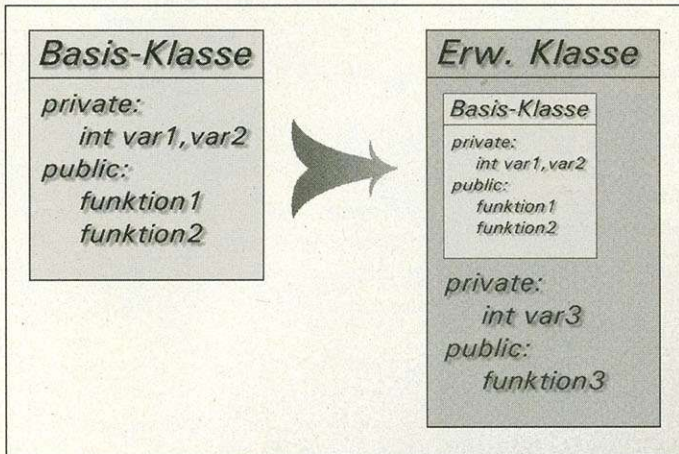 Basis-Klasse
private:
int var1,var2
public:
funktion1
funktion2
Erw. Klasse
Basis-Klasse
private:
int var1,var2
public:
funktion1
funktion2
private:
int var3
public:
funktion3